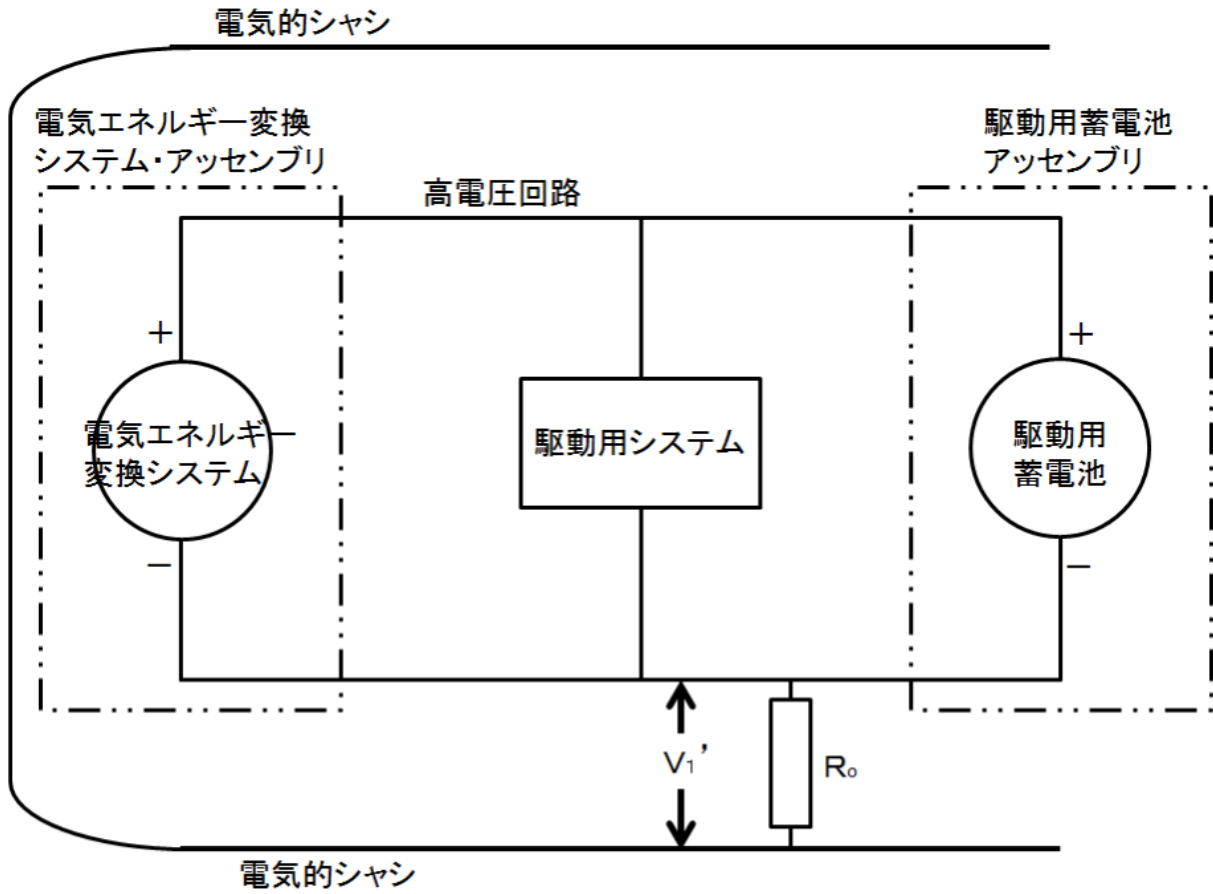 電気的シャシ
電気エネルギー変換
システム・アッセンブリ
駆動用蓄電池
アッセンブリ
高電圧回路
+
+
電気エネルギー
変換システム
駆動用システム
駆動用
蓄電池
−
−
V₁’
R₀
電気的シャシ